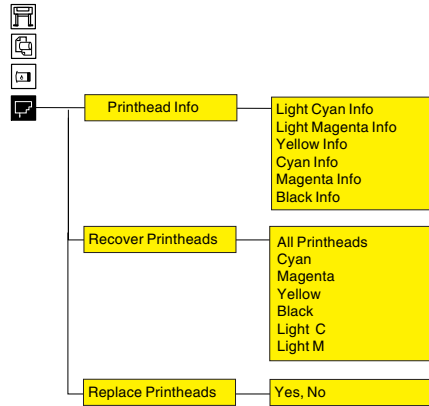 Printhead Info
Light Cyan Info
Light Magenta Info
Yellow Info
Cyan Info
Magenta Info
Black Info
Recover Printheads
All Printheads
Cyan
Magenta
Yellow
Black
Light C
Light M
Replace Printheads
Yes, No